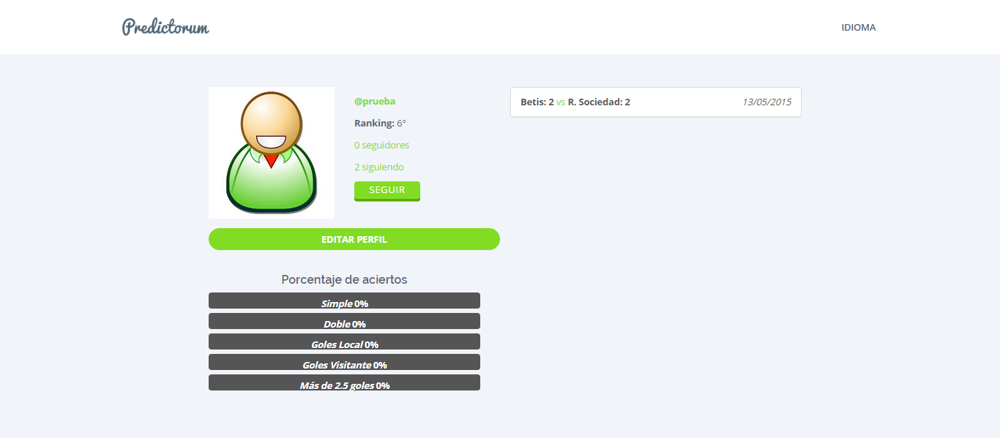 Predictorum
IDIOMA
@prueba
Ranking: 6°
0 seguidores
2 siguiendo
SEGUIR
EDITAR PERFIL
Porcentaje de aciertos
Simple 0%
Doble 0%
Goles Local 0%
Goles Visitante 0%
Más de 2.5 goles 0%
Betis: 2 vs R. Sociedad: 2
13/05/2015